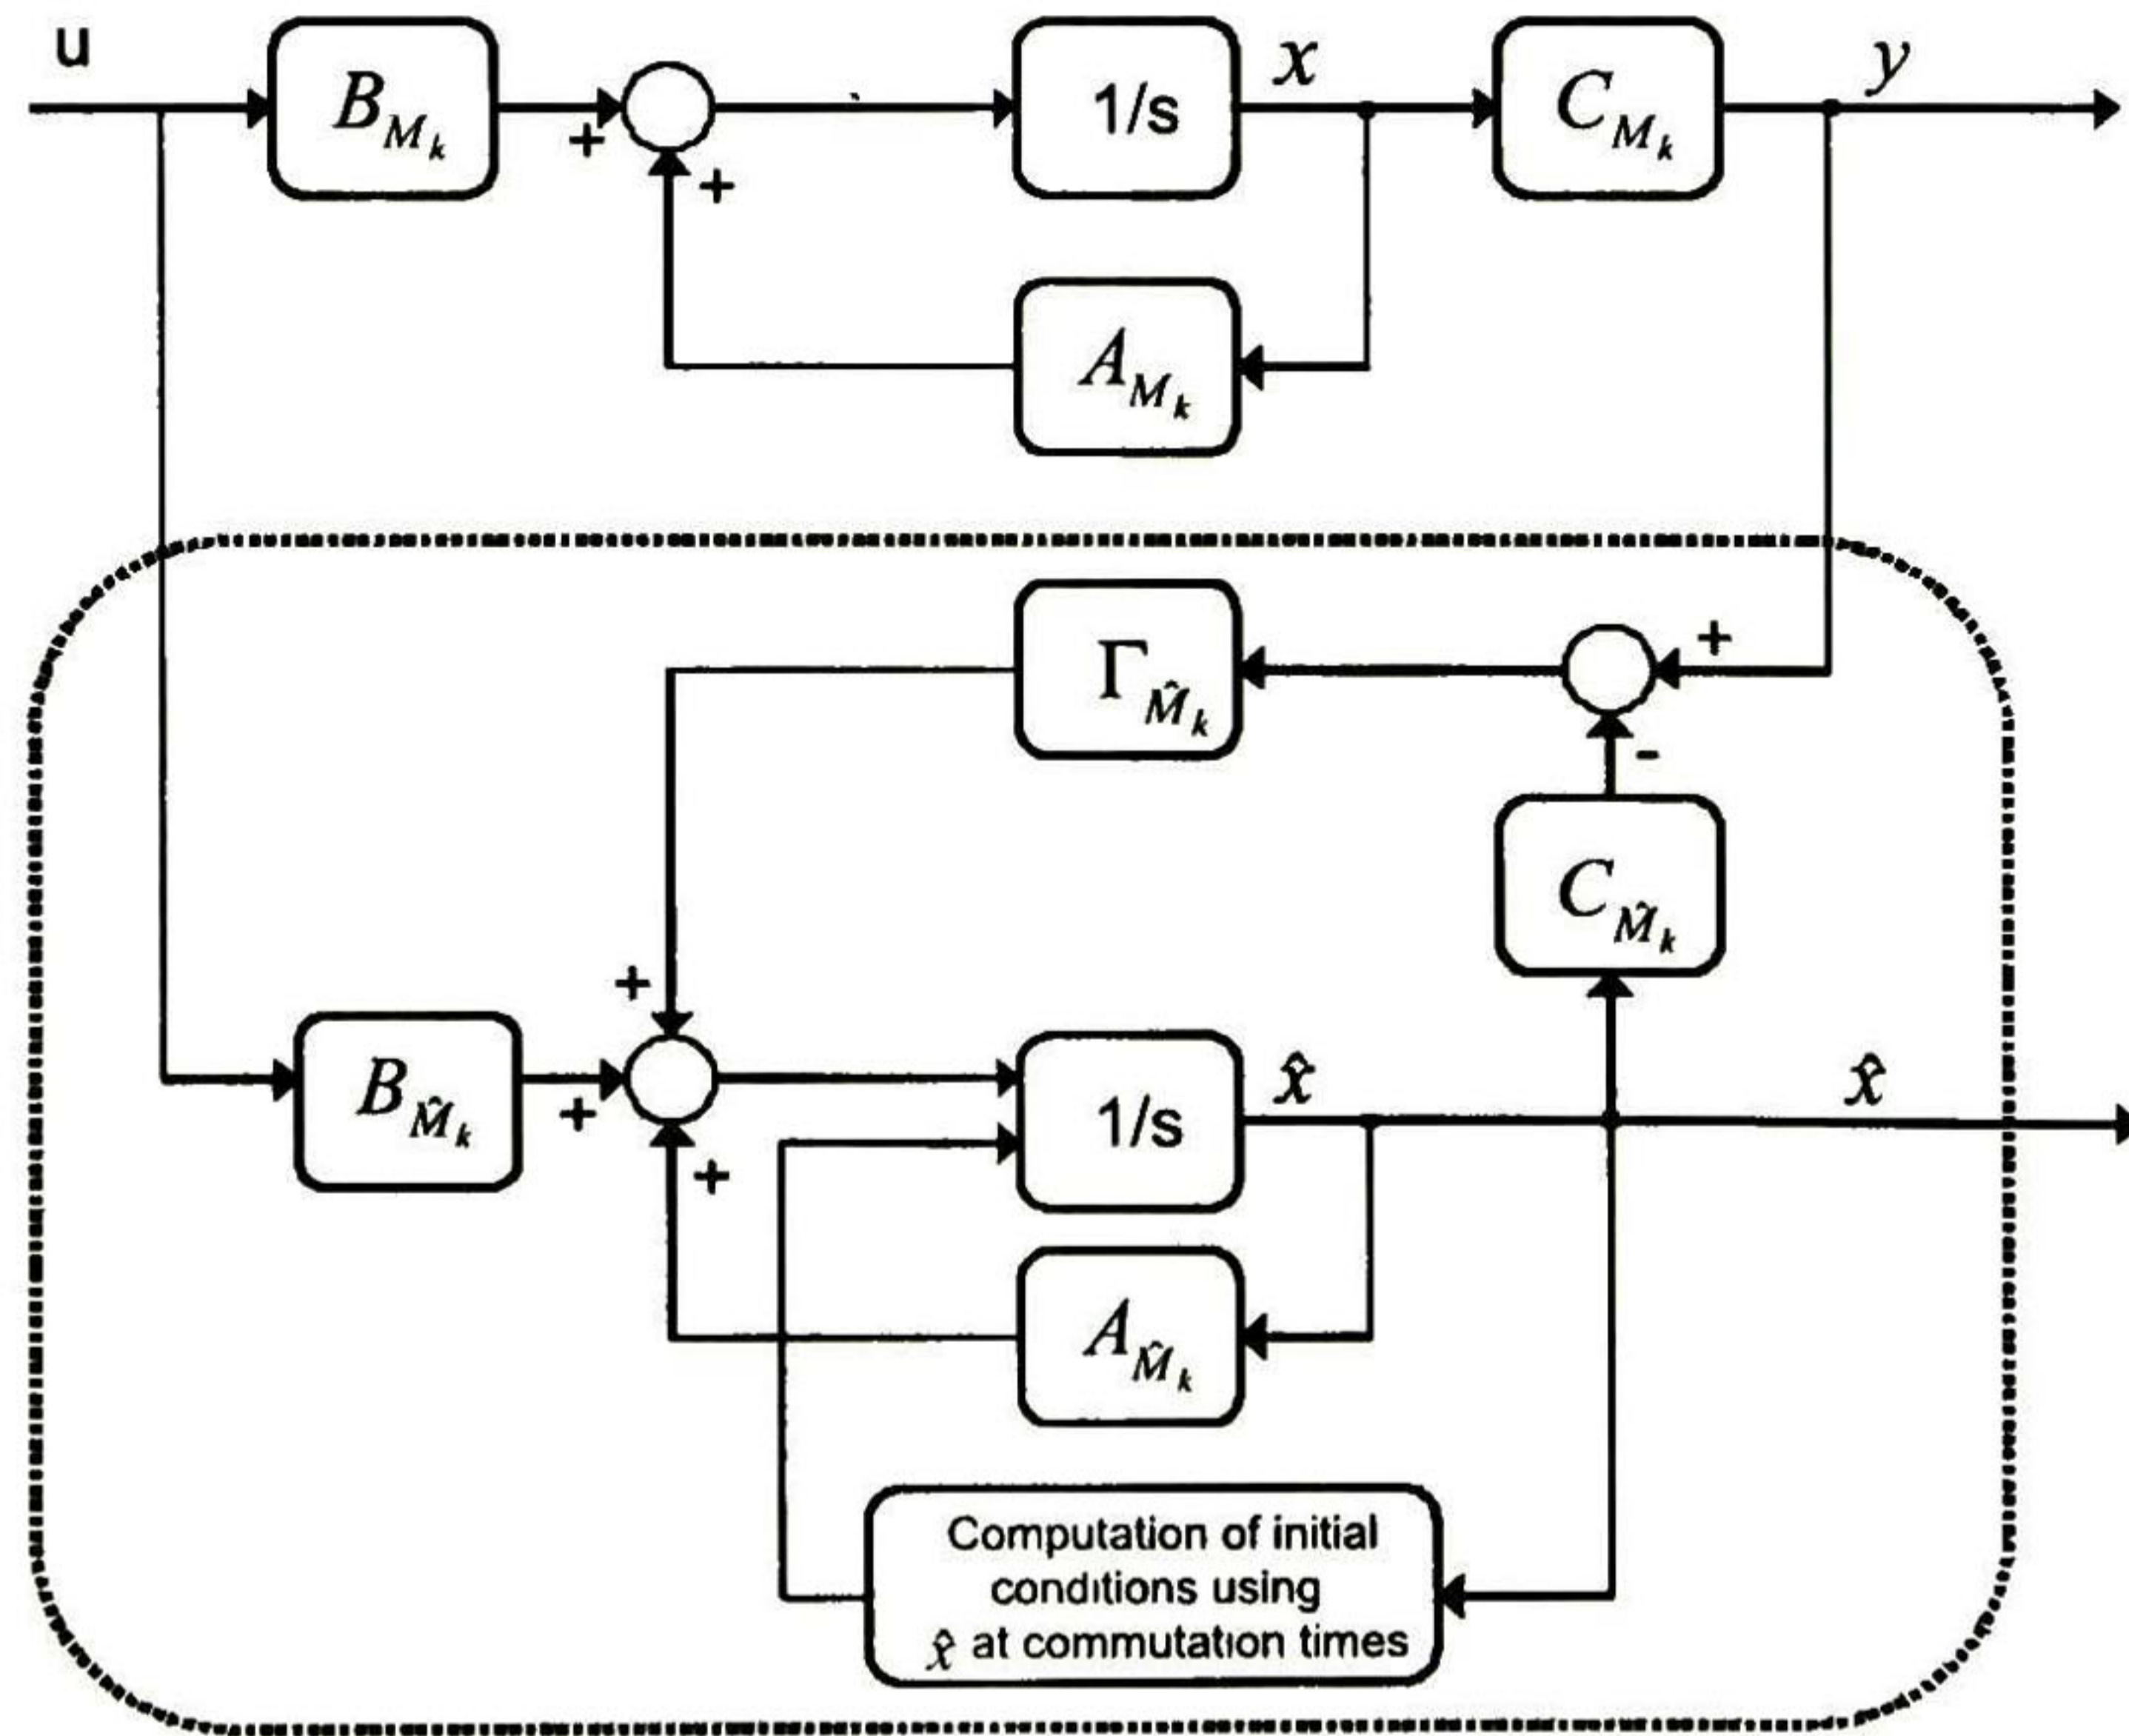 u
B_{M_k}
+
+
1/s
x
C_{M_k}
y
A_{M_k}
Γ_{M̂_k}
+
-
C_{M̂_k}
+
B_{M̂_k}
+
+
1/s
x̂
x̂
A_{M̂_k}
Computation of initial
conditions using
x̂ at commutation times